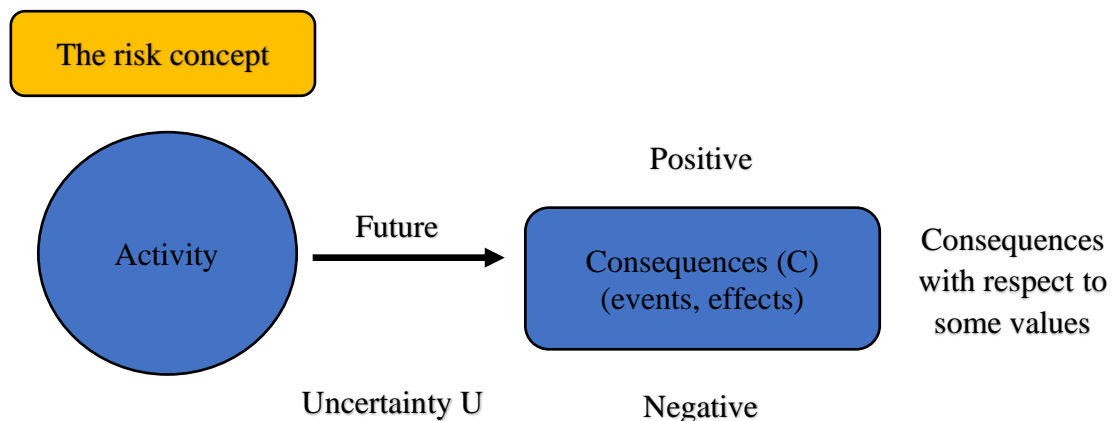 The risk concept
Positive
Future
Activity
Consequences (C)
(events, effects)
Consequences
with respect to
some values
Uncertainty U
Negative